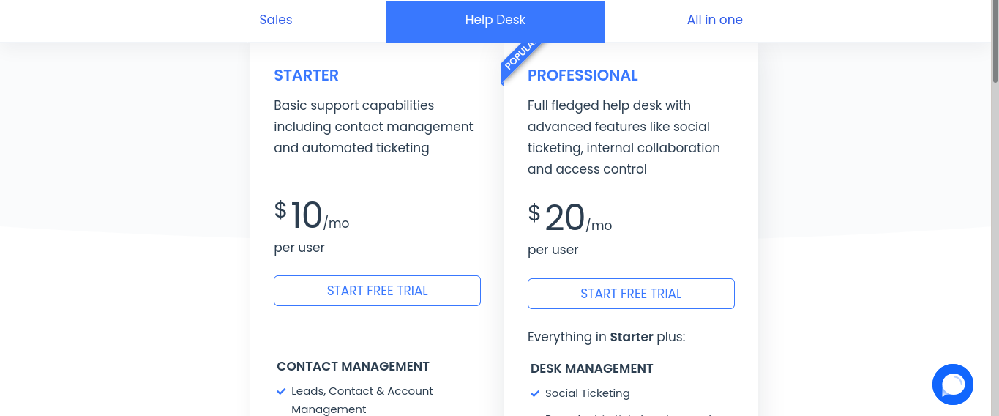 Sales
Help Desk
All in one
STARTER
Basic support capabilities
including contact management
and automated ticketing
$10/mo
per user
START FREE TRIAL
CONTACT MANAGEMENT
Leads, Contact & Account
Management
POPULA
PROFESSIONAL
Full fledged help desk with
advanced features like social
ticketing, internal collaboration
and access control
$20/mo
per user
START FREE TRIAL
Everything in Starter plus:
DESK MANAGEMENT
Social Ticketing